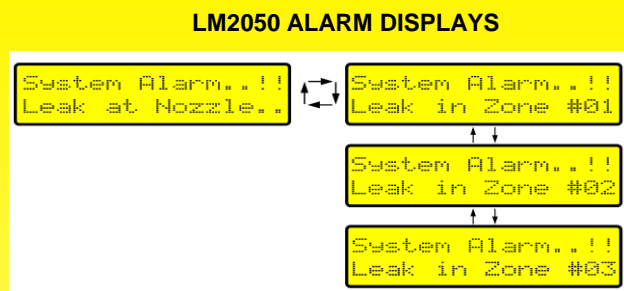 LM2050 ALARM DISPLAYS
System Alarm..!!
Leak at Nozzle..
System Alarm..!!
Leak in Zone #01
System Alarm..!!
Leak in Zone #02
System Alarm..!!
Leak in Zone #03